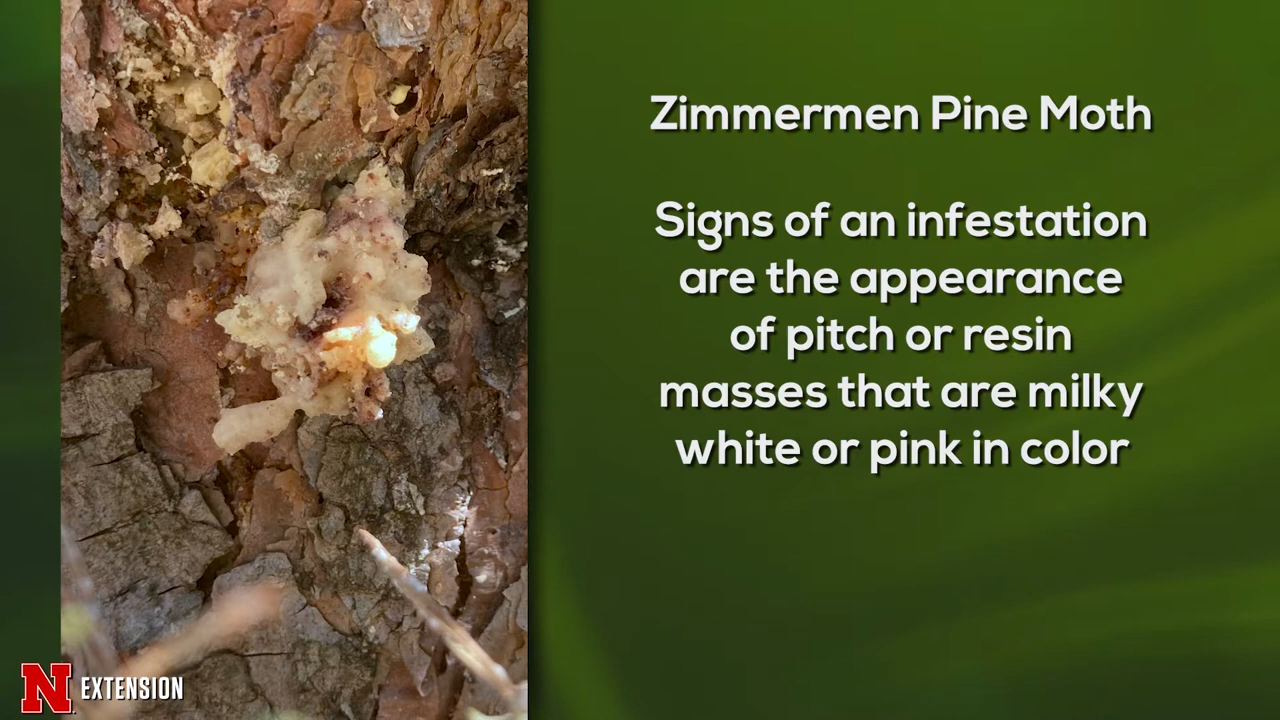 Zimmermen Pine Moth
Signs of an infestation
are the appearance
of pitch or resin
masses that are milky
white or pink in color
N EXTENSION